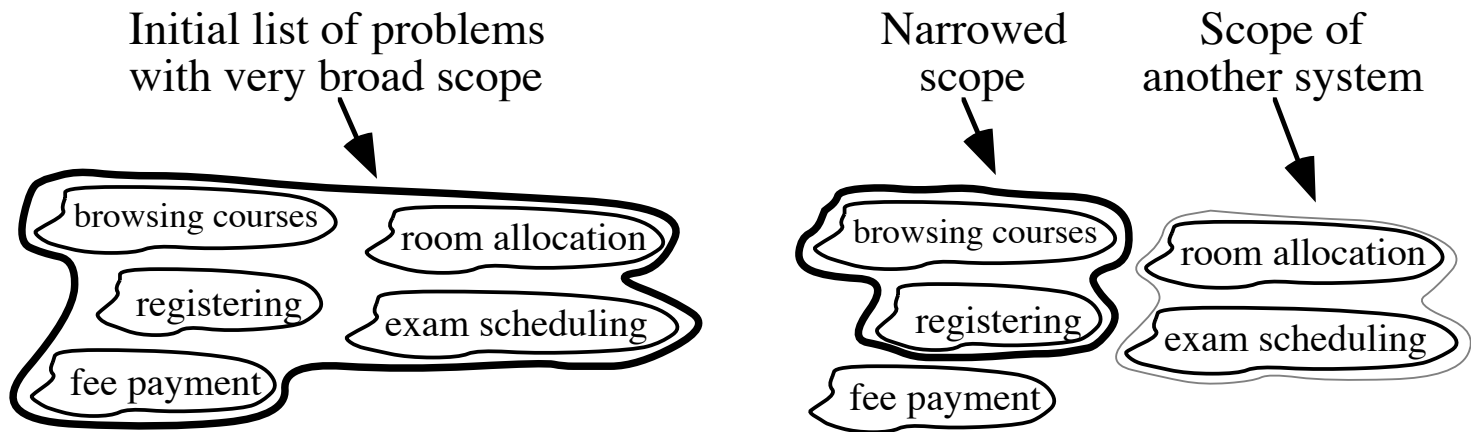 Initial list of problems
with very broad scope
browsing courses
room allocation
registering
exam scheduling
fee payment
Narrowed
scope
Scope of
another system
browsing courses
room allocation
registering
exam scheduling
fee payment